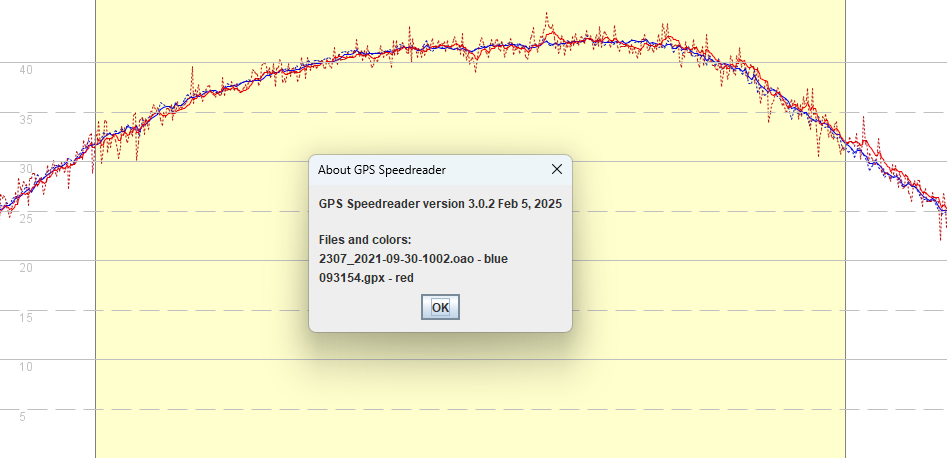 40
35
30
25
20
15
10
5
About GPS Speedreader
GPS Speedreader version 3.0.2 Feb 5, 2025
Files and colors:
2307_2021-09-30-1002.oao - blue
093154.gpx - red
OK